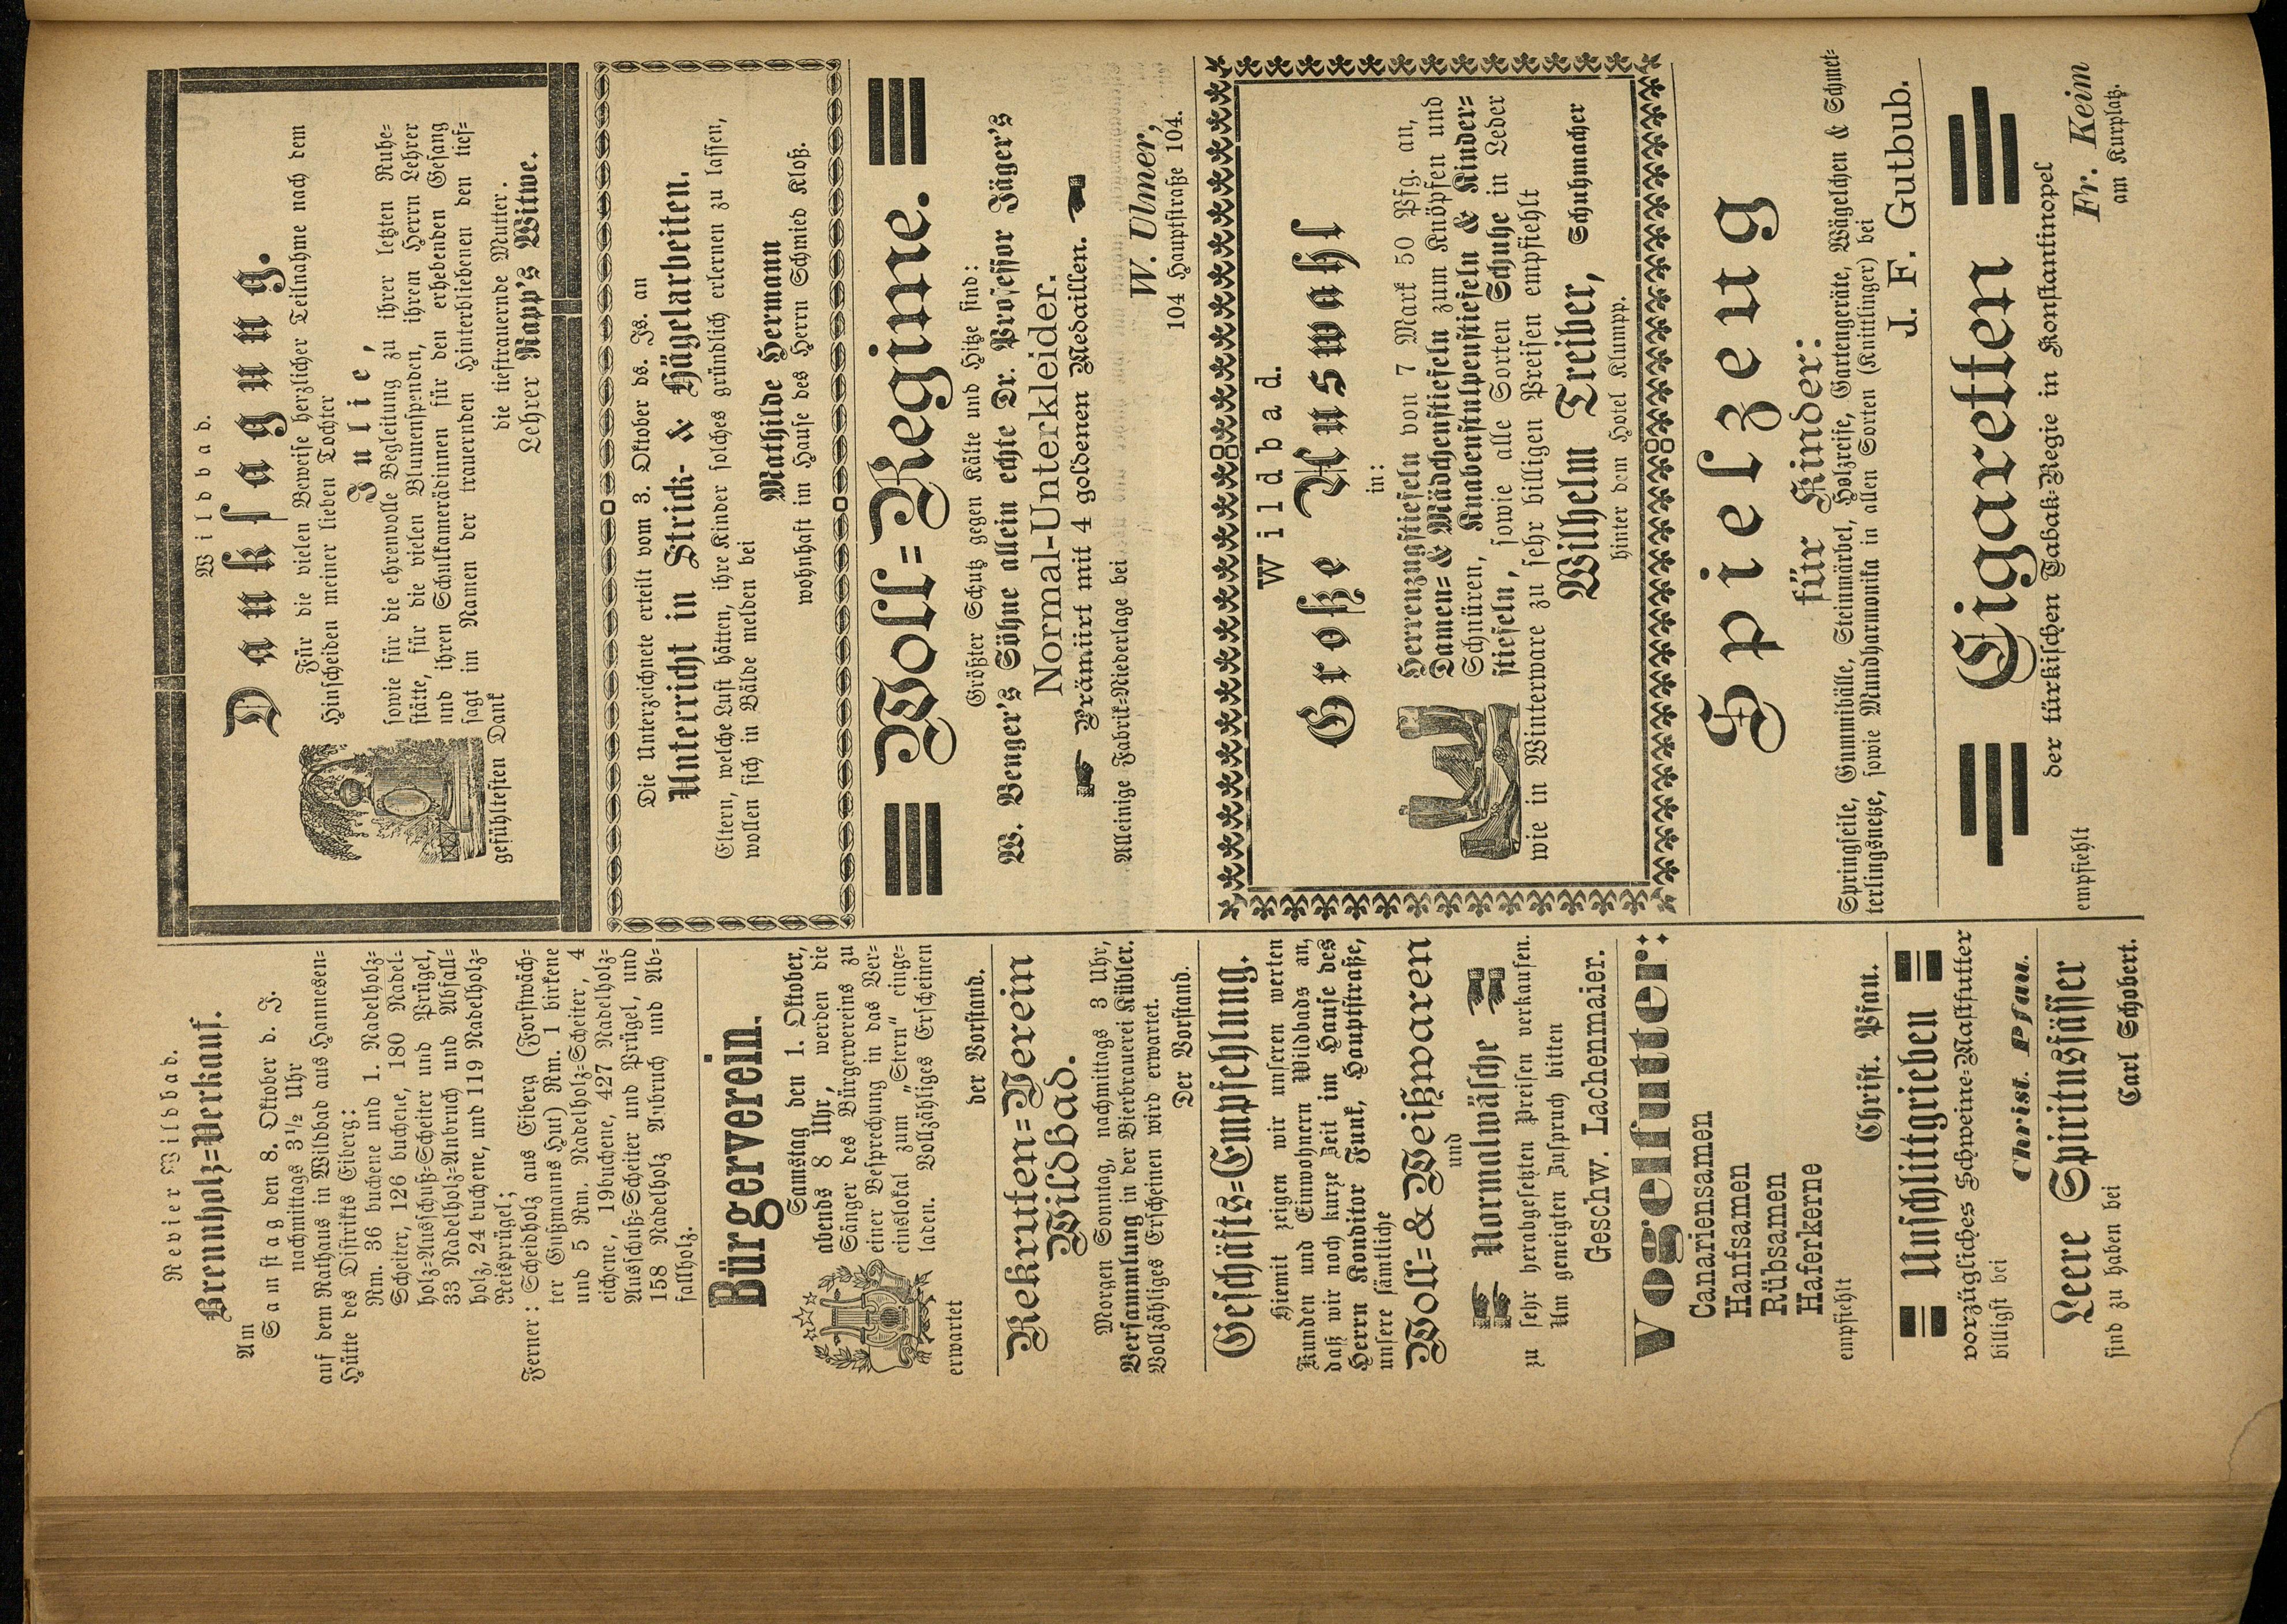 Revier Wildbad.
Brennholz=Verkauf.
Am
Samstag den 8. Oktober d. J.
nachmittags 3½ Uhr
auf dem Rathaus in Wildbad aus Hannesen=
Hütte des Distrikts Eiberg:
Rm. 36 buchene und 1. Nadelholz=
Scheiter, 126 buchene, 180 Nadel=
holz=Ausschuß=Scheiter und Prügel,
33 Nadelholz=Anbruch und Abfall=
holz, 24 buchene, und 119 Nadelholz=
Reisprügel;
Ferner: Scheidholz aus Eiberg (Forstwäch=
ter Gußmanns Hut) Rm. 1 birkene
und 5 Rm. Nadelholz=Scheiter, 4
eichene, 19 buchene, 427 Nadelholz=
Ausschuß=Scheiter und Prügel, und
158 Nadelholz Anbruch und Ab=
fallholz.
Bürgerverein.
Samstag den 1. Oktober,
abends 8 Uhr, werden die
Sänger des Bürgervereins zu
einer Besprechung in das Ver=
einslokal zum „Stern“ einge=
laden. Vollzähliges Erscheinen
erwartet
der Vorstand.
Rekruten=Verein
Wildbad.
Morgen Sonntag, nachmittags 3 Uhr,
Versammlung in der Bierbrauerei Kübler.
Vollzähliges Erscheinen wird erwartet.
Der Vorstand.
Geschäfts=Empfehlung.
Hiemit zeigen wir unseren werten
Kunden und Einwohnern Wildbads an,
daß wir noch kurze Zeit im Hause des
Herrn Konditor Funk, Hauptstraße,
unsere sämtliche
Woll= & Weißwaren
und
Normalwäsche
zu sehr herabgesetzten Preisen verkaufen.
Um geneigten Zuspruch bitten
Geschw. Lachenmaier.
Vogelfutter:
Canariensamen
Hanfsamen
Rübsamen
Haferkerne
empfiehlt
Christ. Pfau.
Unschlittgrieben
vorzügliches Schweine=Mastfutter
billigst bei
Christ. Pfau.
Leere Spiritusfässer
sind zu haben bei
Carl Schobert.
Wildbad.
Danksagung.
Für die vielen Beweise herzlicher Teilnahme nach dem
Hinscheiden meiner lieben Tochter
Julie,
sowie für die ehrenvolle Begleitung zu ihrer letzten Ruhe=
stätte, für die vielen Blumenspenden, ihrem Herrn Lehrer
und ihren Schulkamerädinnen für den erhebenden Gesang
sagt im Namen der trauernden Hinterbliebenen den tief=
gefühltesten Dank
die tieftrauernde Mutter.
Lehrer Rapp's Witwe.
Die Unterzeichnete erteilt vom 3. Oktober ds. Js. an
Unterricht in Strick- & Hägelarbeiten.
Eltern, welche Lust hätten, ihre Kinder solches gründlich erlernen zu lassen,
wollen sich in Bälde melden bei
Mathilde Hermann
wohnhaft im Hause des Herrn Schmied Kloß.
Woll=Regime.
Größter Schutz gegen Kälte und Hitze sind:
W. Benger's Söhne allein echte Dr. Professor Jäger's
Normal-Unterkleider.
Prämiirt mit 4 goldenen Medaillen.
Alleinige Fabrik=Niederlage bei
W. Ulmer,
104 Hauptstraße 104.
Wildbad.
Große Auswahl
in:
Herrenzugstiefeln von 7 Mark 50 Pfg. an,
Damen= & Mädchenstiefeln zum Knöpfen und
Schnüren, Knabenstulpenstiefeln & Kinder=
stiefeln, sowie alle Sorten Schuhe in Leder
wie in Winterware zu sehr billigen Preisen empfiehlt
Wilhelm Treiber, Schuhmacher
hinter dem Hotel Klumpp.
Spielzeug
für Kinder:
Springseile, Gummibälle, Steinmärbel, Holzreife, Gartengeräte, Wägelchen & Schmet=
terlingsnetze, sowie Mundharmonika in allen Sorten (Knittlinger) bei
J. F. Gutbub.
Cigaretten
der türkischen Tabak=Regie in Konstantinopel
empfiehlt
Fr. Keim
am Kurplatz.